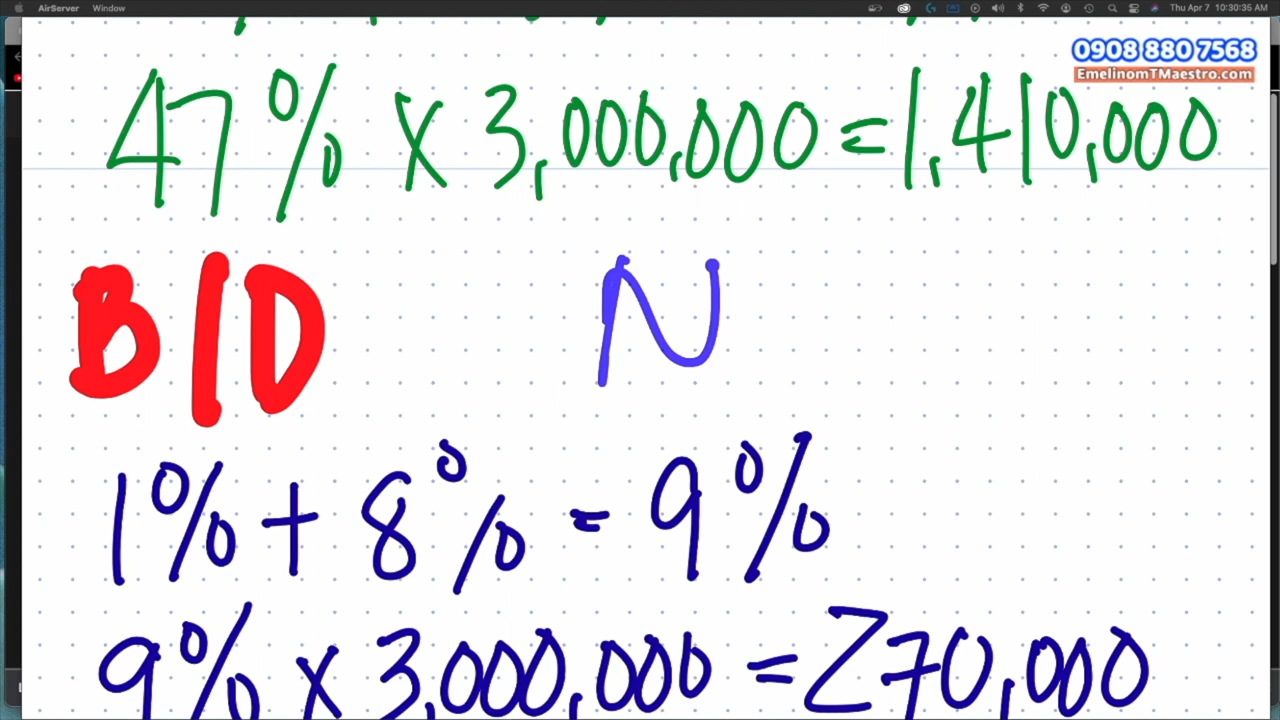 AirServer Window Thu Apr 7 10:30:35 AM
0908 880 7568
EmelinomTMaestro.com
47% x 3,000,000 = 1,410,000
BID N
1% + 8% = 9%
9% x 3,000,000 = 270,000